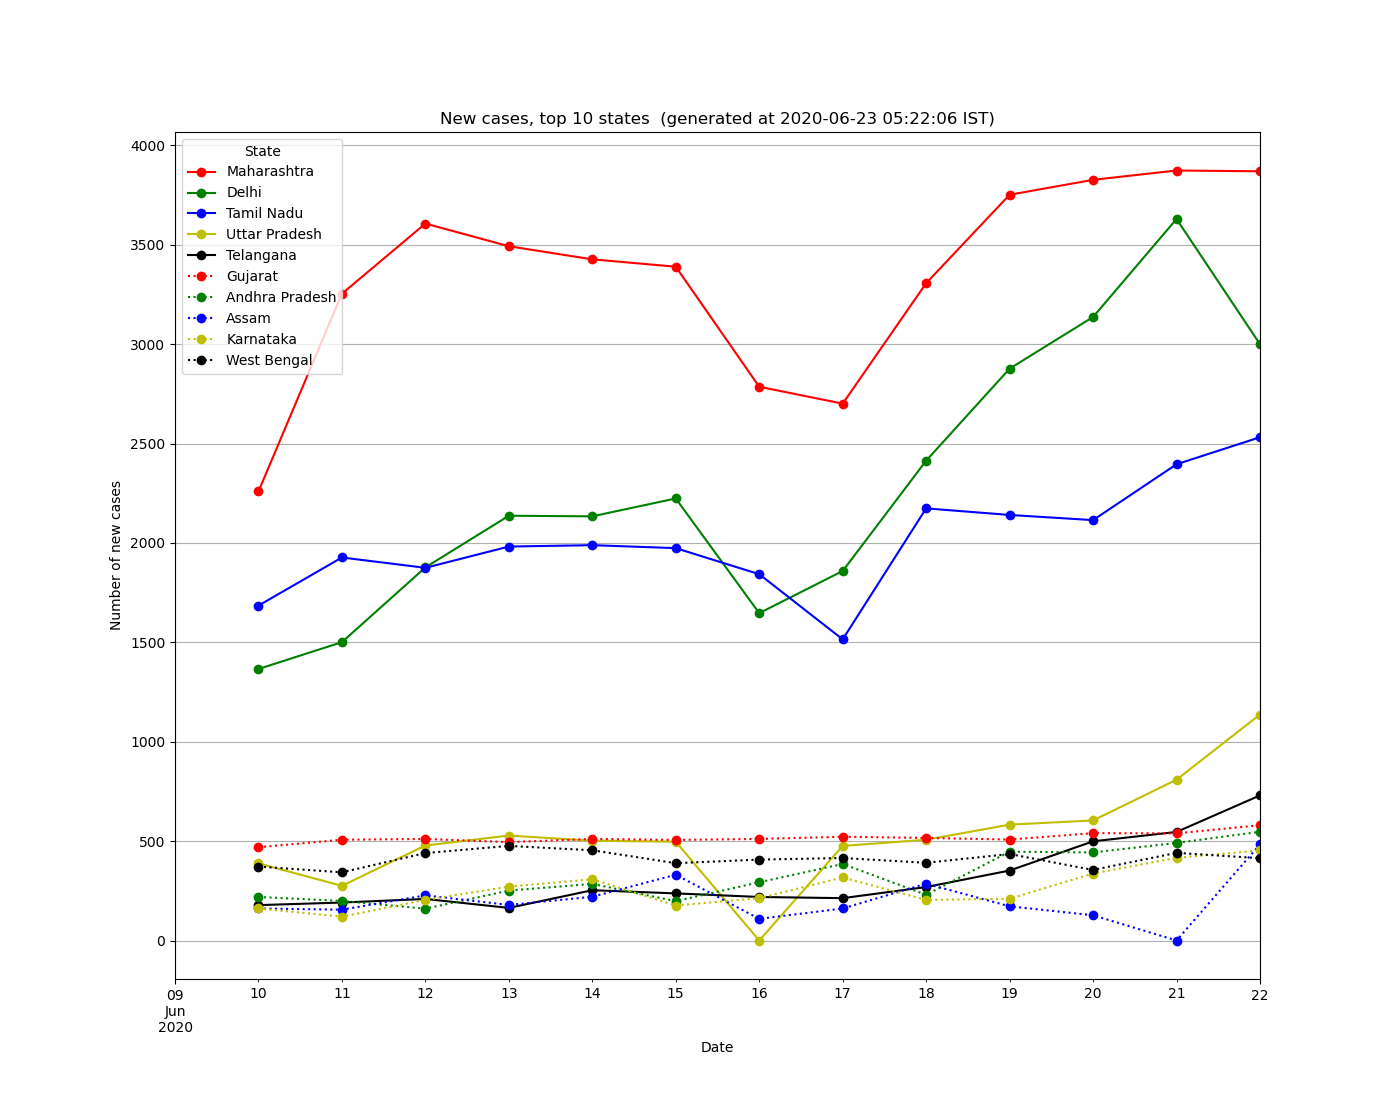 New cases, top 10 states  (generated at 2020-06-23 05:22:06 IST)
State
Maharashtra
Delhi
Tamil Nadu
Uttar Pradesh
Telangana
Gujarat
Andhra Pradesh
Assam
Karnataka
West Bengal
4000
3500
3000
2500
2000
1500
1000
500
0
Number of new cases
09
Jun
2020
10 11 12 13 14 15 16 17 18 19 20 21 22
Date